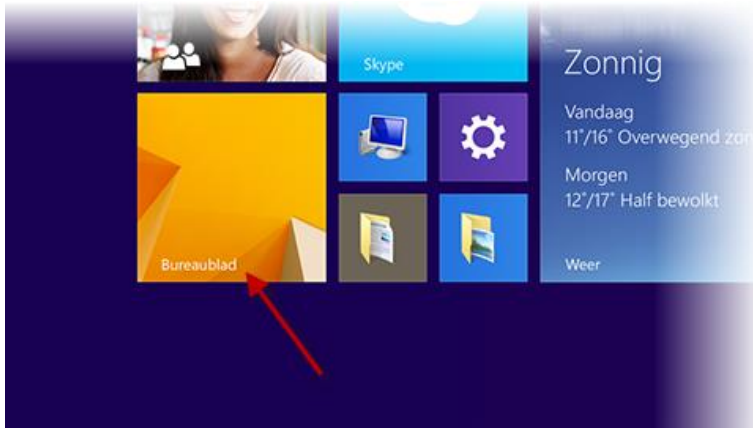 Skype
Bureaublad
Zonnig
Vandaag
11°/16° Overwegend zon
Morgen
12°/17° Half bewolkt
Weer